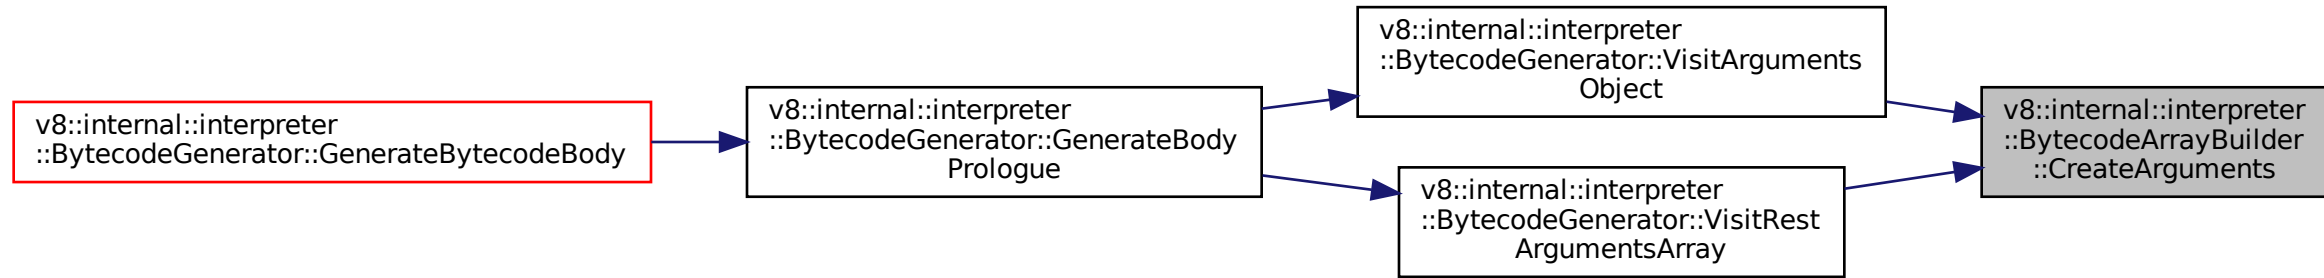 v8::internal::interpreter
::BytecodeGenerator::GenerateBytecodeBody
v8::internal::interpreter
::BytecodeGenerator::GenerateBody
Prologue
v8::internal::interpreter
::BytecodeGenerator::VisitArguments
Object
v8::internal::interpreter
::BytecodeGenerator::VisitRest
ArgumentsArray
v8::internal::interpreter
::BytecodeArrayBuilder
::CreateArguments